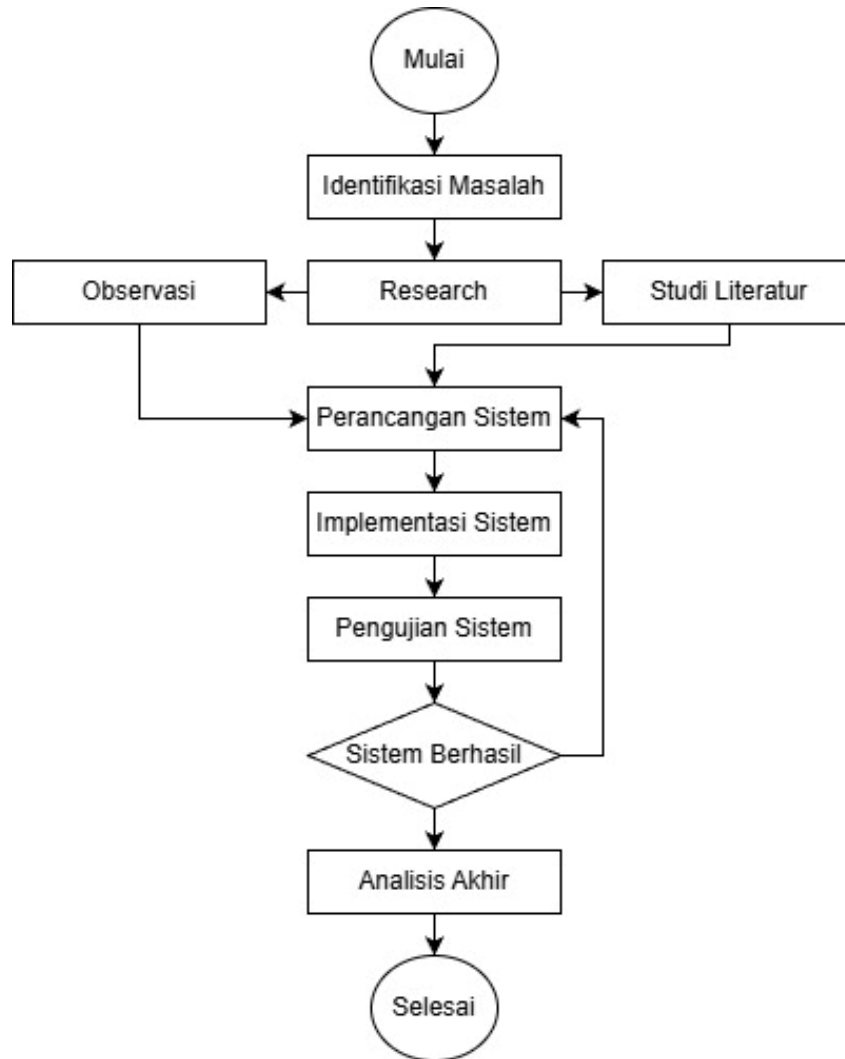 Mulai
Identifikasi Masalah
Observasi
Research
Studi Literatur
Perancangan Sistem
Implementasi Sistem
Pengujian Sistem
Sistem Berhasil
Analisis Akhir
Selesai